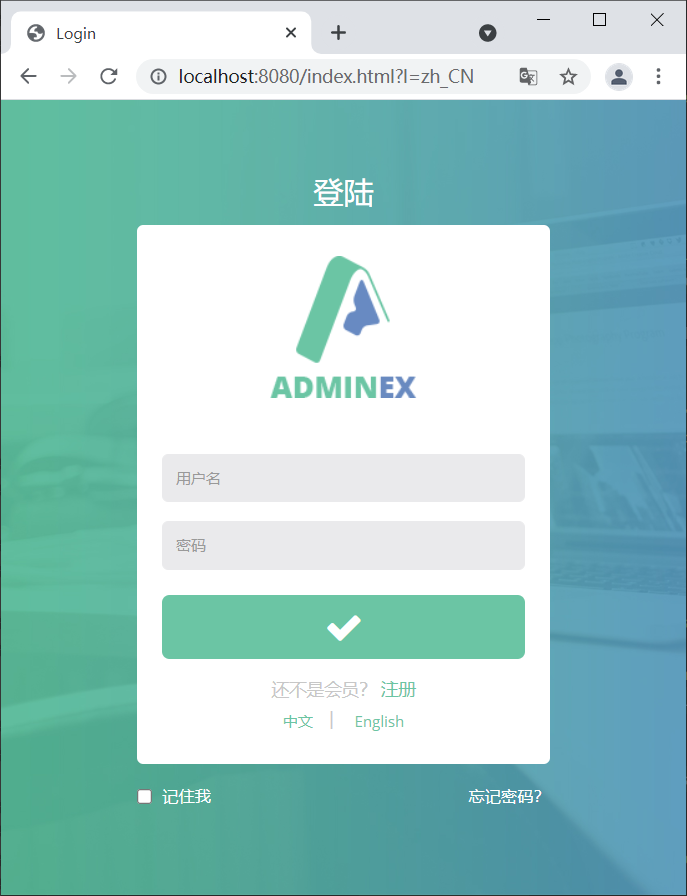 Login
localhost:8080/index.html?l=zh_CN
登陆
ADMINEX
用户名
密码
还不是会员? 注册
中文 | English
记住我 忘记密码?